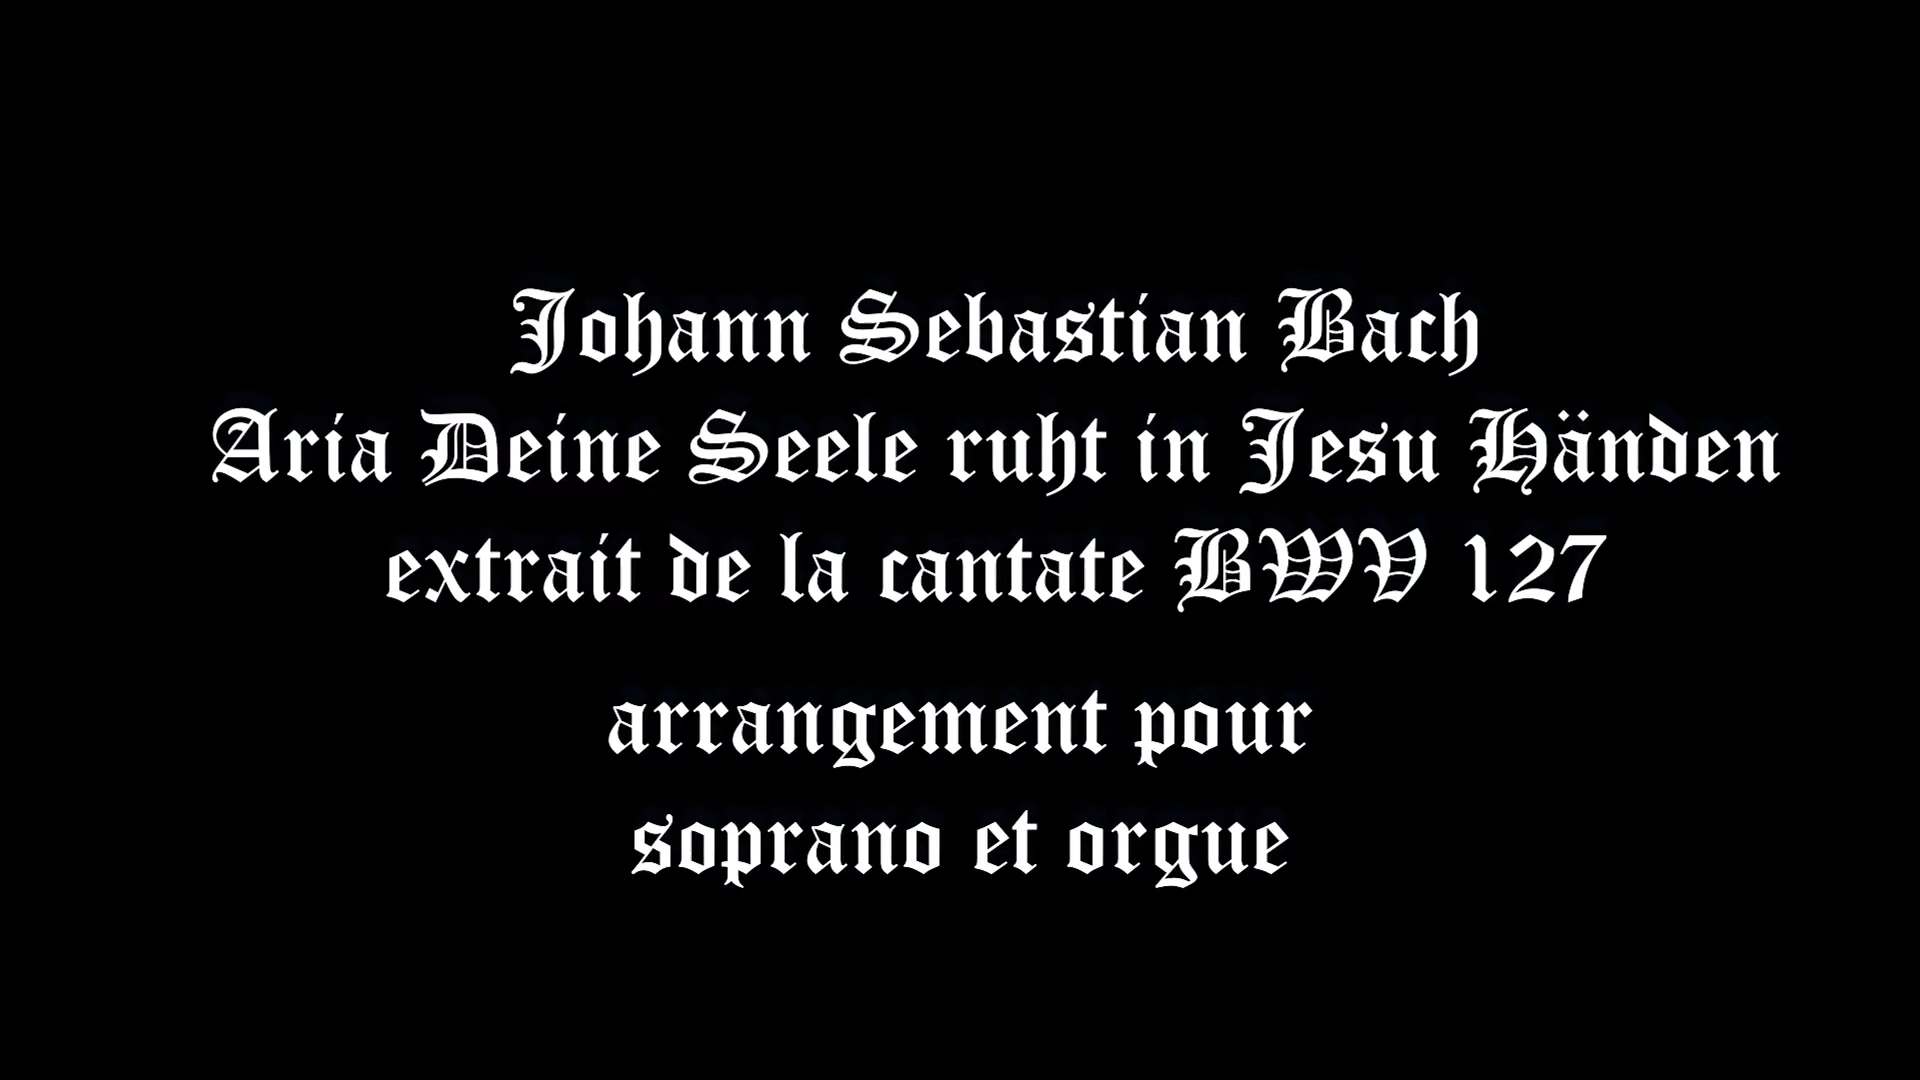 Johann Sebastian Bach
Aria Deine Seele ruht in Jesu Händen
extrait de la cantate BWV 127
arrangement pour
soprano et orgue